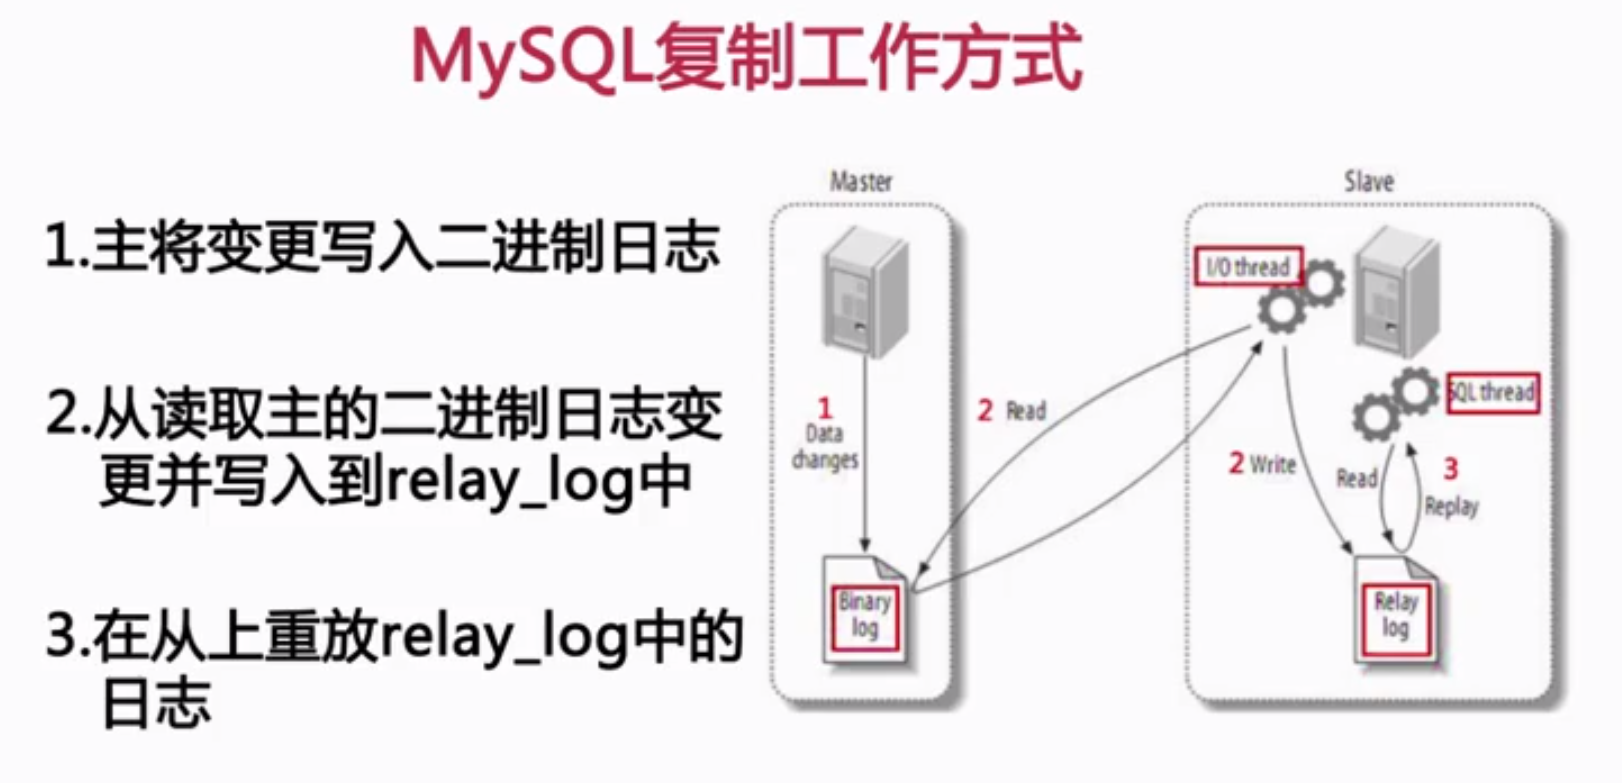 MySQL复制工作方式
1.主将变更写入二进制日志
2.从读取主的二进制日志变
更并写入到relay_log中
3.在从上重放relay_log中的
日志
Master
1
Data
changes
Binary
log
2 Read
Slave
I/O thread
SQL thread
2 Write
Read
3
Replay
Relay
log